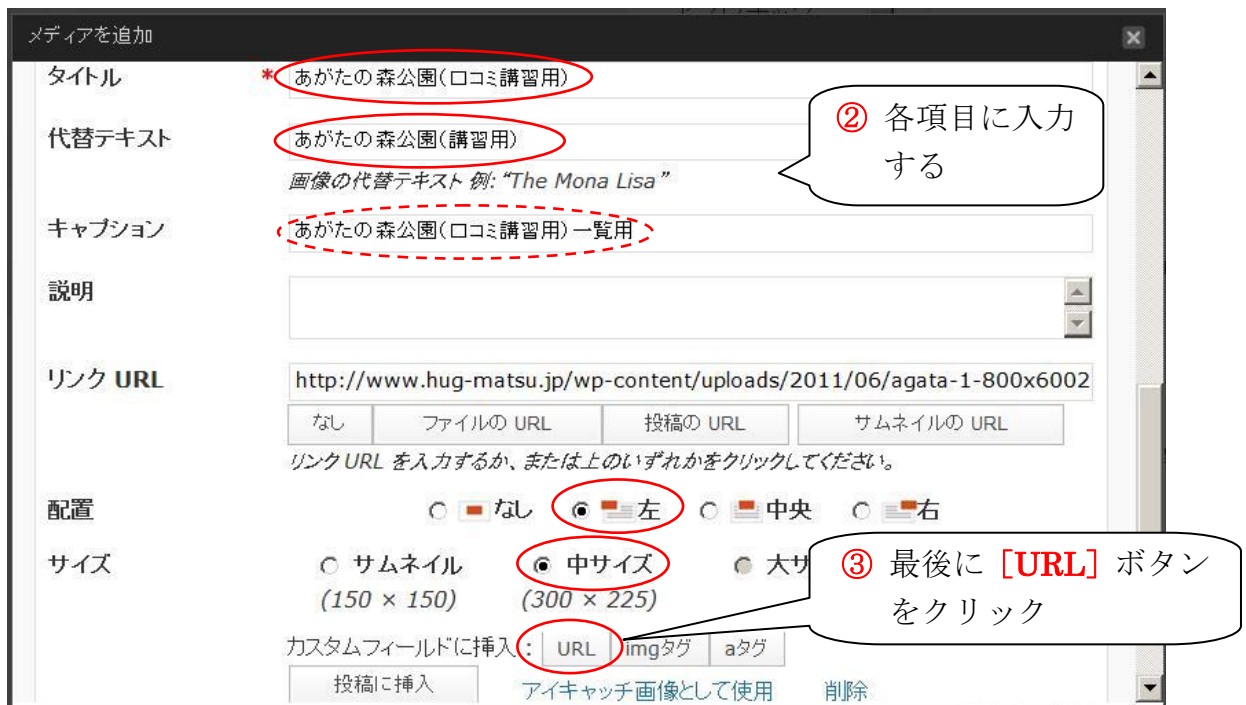 メディアを追加
タイトル * あがたの森公園(口コミ講習用)
② 各項目に入力
する
代替テキスト あがたの森公園(講習用)
画像の代替テキスト 例: “The Mona Lisa”
キャプション あがたの森公園(口コミ講習用)一覧用
説明
リンク URL http://www.hug-matsu.jp/wp-content/uploads/2011/06/agata-1-800x6002
なし ファイルの URL 投稿の URL サムネイルの URL
リンク URL を入力するか、または上のいずれかをクリックしてください。
配置 なし 左 中央 右
サイズ サムネイル 中サイズ 大サ
(150 × 150) (300 × 225)
③ 最後に［URL］ボタン
をクリック
カスタムフィールドに挿入 : URL imgタグ aタグ
投稿に挿入 アイキャッチ画像として使用 削除